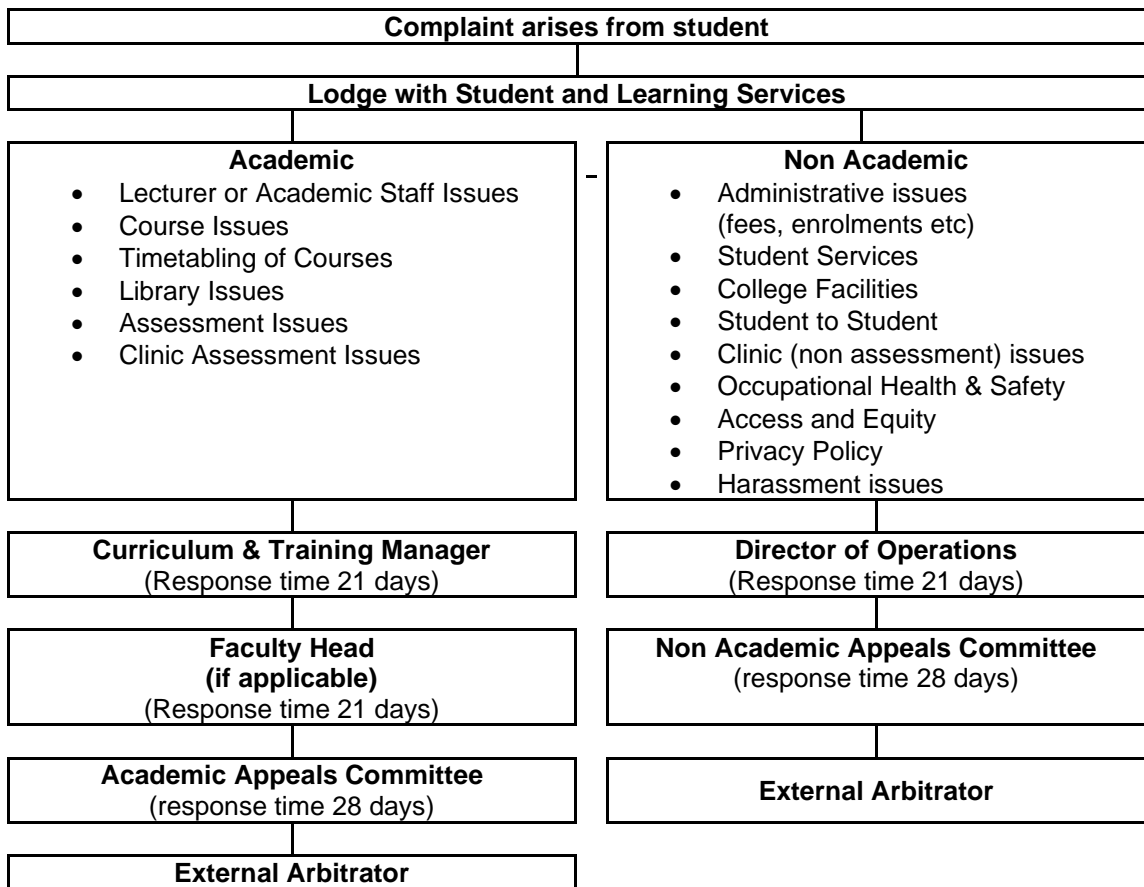 Complaint arises from student
Lodge with Student and Learning Services
Academic
• Lecturer or Academic Staff Issues
• Course Issues
• Timetabling of Courses
• Library Issues
• Assessment Issues
• Clinic Assessment Issues
Non Academic
• Administrative issues
(fees, enrolments etc)
• Student Services
• College Facilities
• Student to Student
• Clinic (non assessment) issues
• Occupational Health & Safety
• Access and Equity
• Privacy Policy
• Harassment issues
Curriculum & Training Manager
(Response time 21 days)
Director of Operations
(Response time 21 days)
Faculty Head
(if applicable)
(Response time 21 days)
Non Academic Appeals Committee
(response time 28 days)
Academic Appeals Committee
(response time 28 days)
External Arbitrator
External Arbitrator